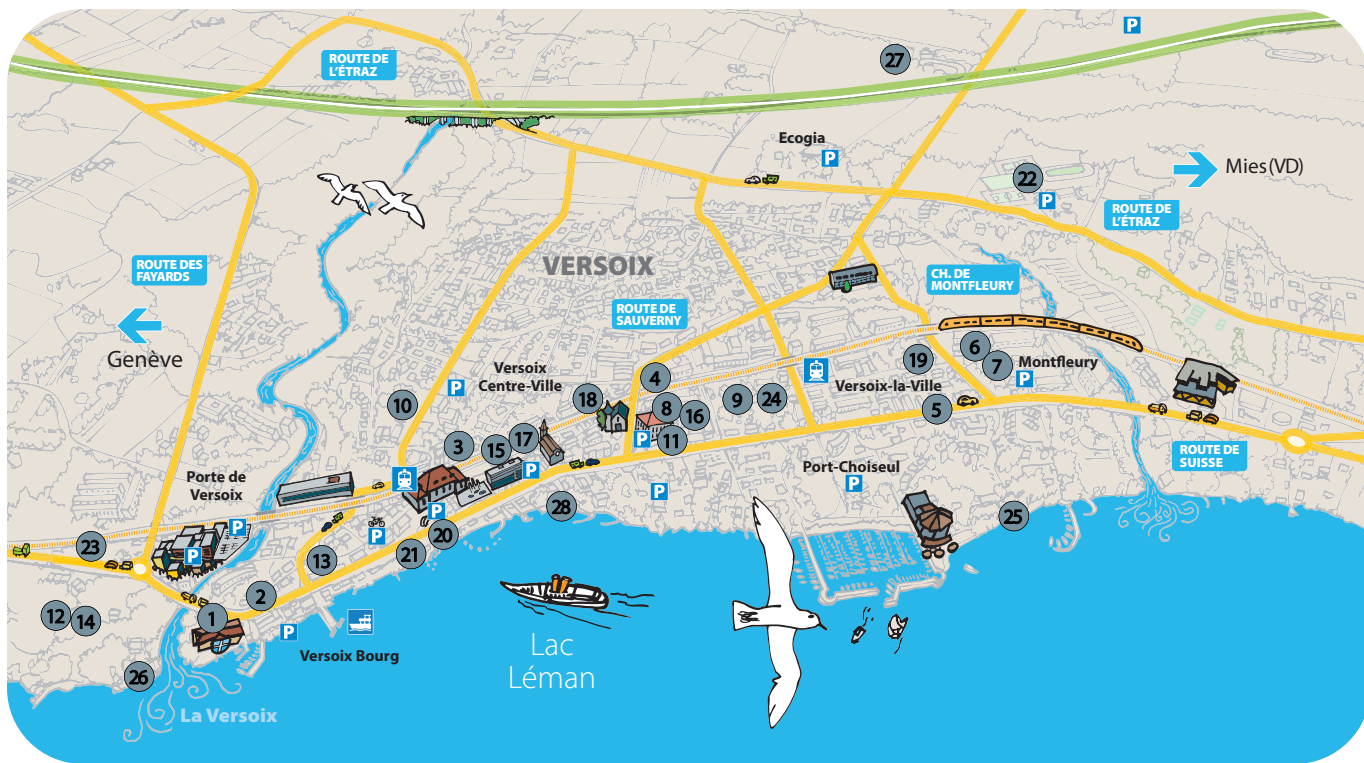 ROUTE DE
L'ÉTRAZ
27
P
Ecogia
P
22
P
Mies (VD)
ROUTE DE
L'ÉTRAZ
ROUTE DES
FAYARDS
Genève
VERSOIX
ROUTE DE
SAUVERNY
CH. DE
MONTFLEURY
Versoix
Centre-Ville
P
10
18
4
8
16
9
24
11
P
19
Versoix-la-Ville
5
6
7
Montfleury
P
3
15
17
P
Porte de
Versoix
P
P
P
P
20
21
28
P
Port-Choiseul
P
25
ROUTE DE
SUISSE
23
13
2
1
12
14
26
P
Versoix Bourg
Lac
Léman
La Versoix